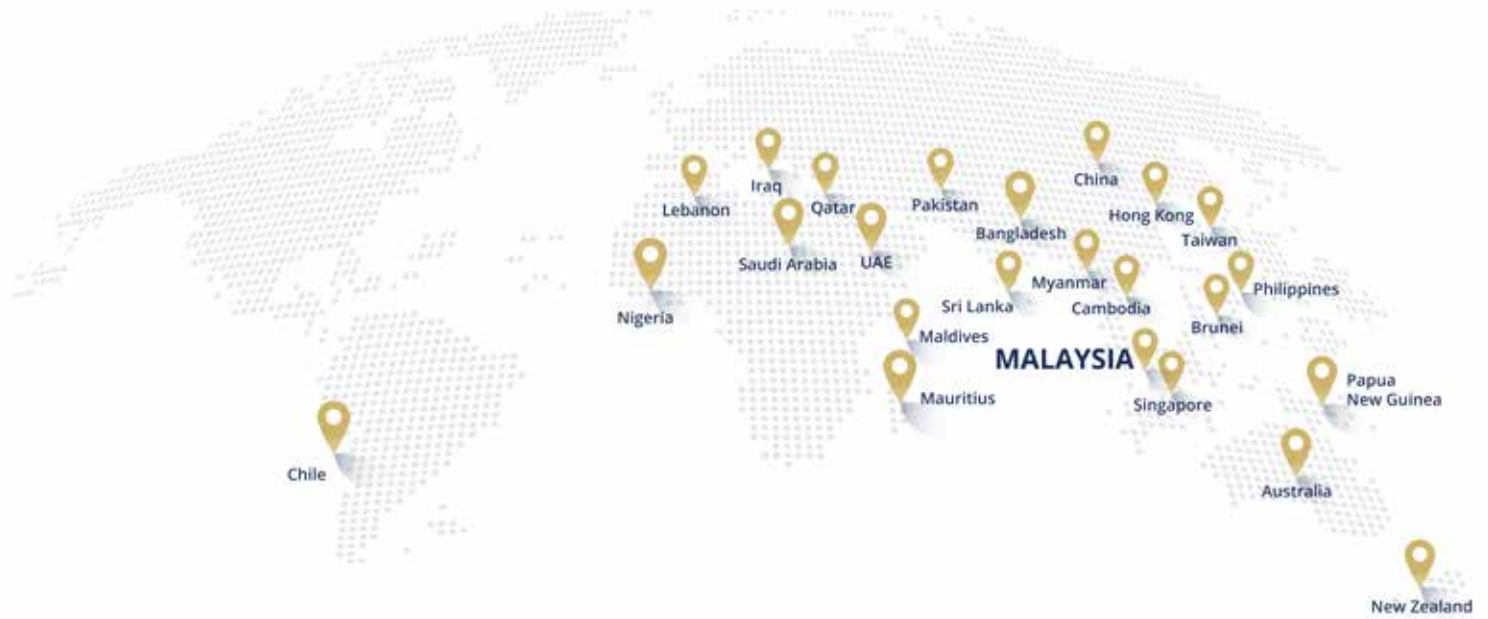 China
Iraq
Pakistan
Qatar
Lebanon
Hong Kong
Bangladesh
Taiwan
Saudi Arabia
UAE
Myanmar
Philippines
Sri Lanka
Cambodia
Nigeria
Brunei
Maldives
MALAYSIA
Papua
New Guinea
Mauritius
Singapore
Chile
Australia
New Zealand